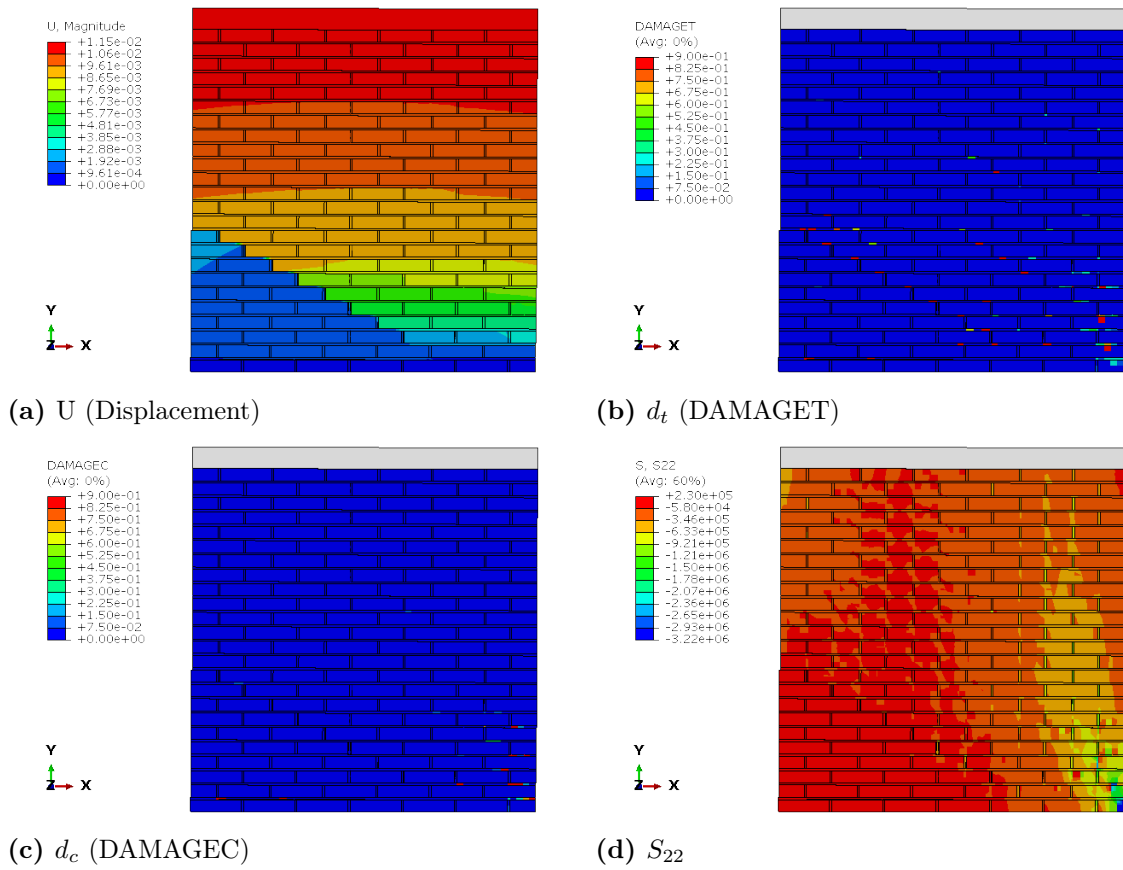 U, Magnitude
+1.15e-02
+1.06e-02
+9.61e-03
+8.65e-03
+7.69e-03
+6.73e-03
+5.77e-03
+4.81e-03
+3.85e-03
+2.88e-03
+1.92e-03
+9.61e-04
+0.00e+00
Y
Z
X
(a) U (Displacement)
DAMAGET
(Avg: 0%)
+9.00e-01
+8.25e-01
+7.50e-01
+6.75e-01
+6.00e-01
+5.25e-01
+4.50e-01
+3.75e-01
+3.00e-01
+2.25e-01
+1.50e-01
+7.50e-02
+0.00e+00
Y
Z
X
(b) d_t (DAMAGET)
DAMAGEC
(Avg: 0%)
+9.00e-01
+8.25e-01
+7.50e-01
+6.75e-01
+6.00e-01
+5.25e-01
+4.50e-01
+3.75e-01
+3.00e-01
+2.25e-01
+1.50e-01
+7.50e-02
+0.00e+00
Y
Z
X
(c) d_c (DAMAGEC)
S, S22
(Avg: 60%)
+2.30e+05
-5.80e+04
-3.46e+05
-6.33e+05
-9.21e+05
-1.21e+06
-1.50e+06
-1.78e+06
-2.07e+06
-2.36e+06
-2.65e+06
-2.93e+06
-3.22e+06
Y
Z
X
(d) S_22